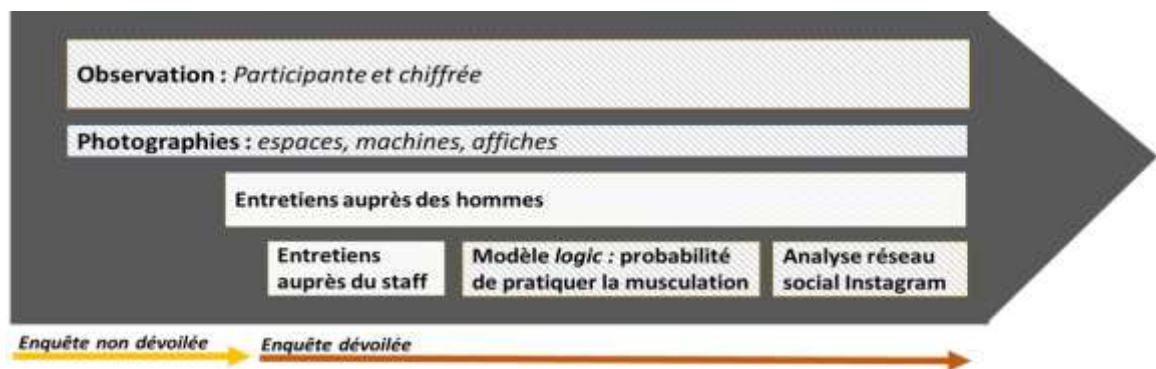 Observation : Participante et chiffrée
Photographies : espaces, machines, affiches
Entretiens auprès des hommes
Entretiens
auprès du staff
Modèle logic : probabilité
de pratiquer la musculation
Analyse réseau
social Instagram
Enquête non dévoilée
Enquête dévoilée